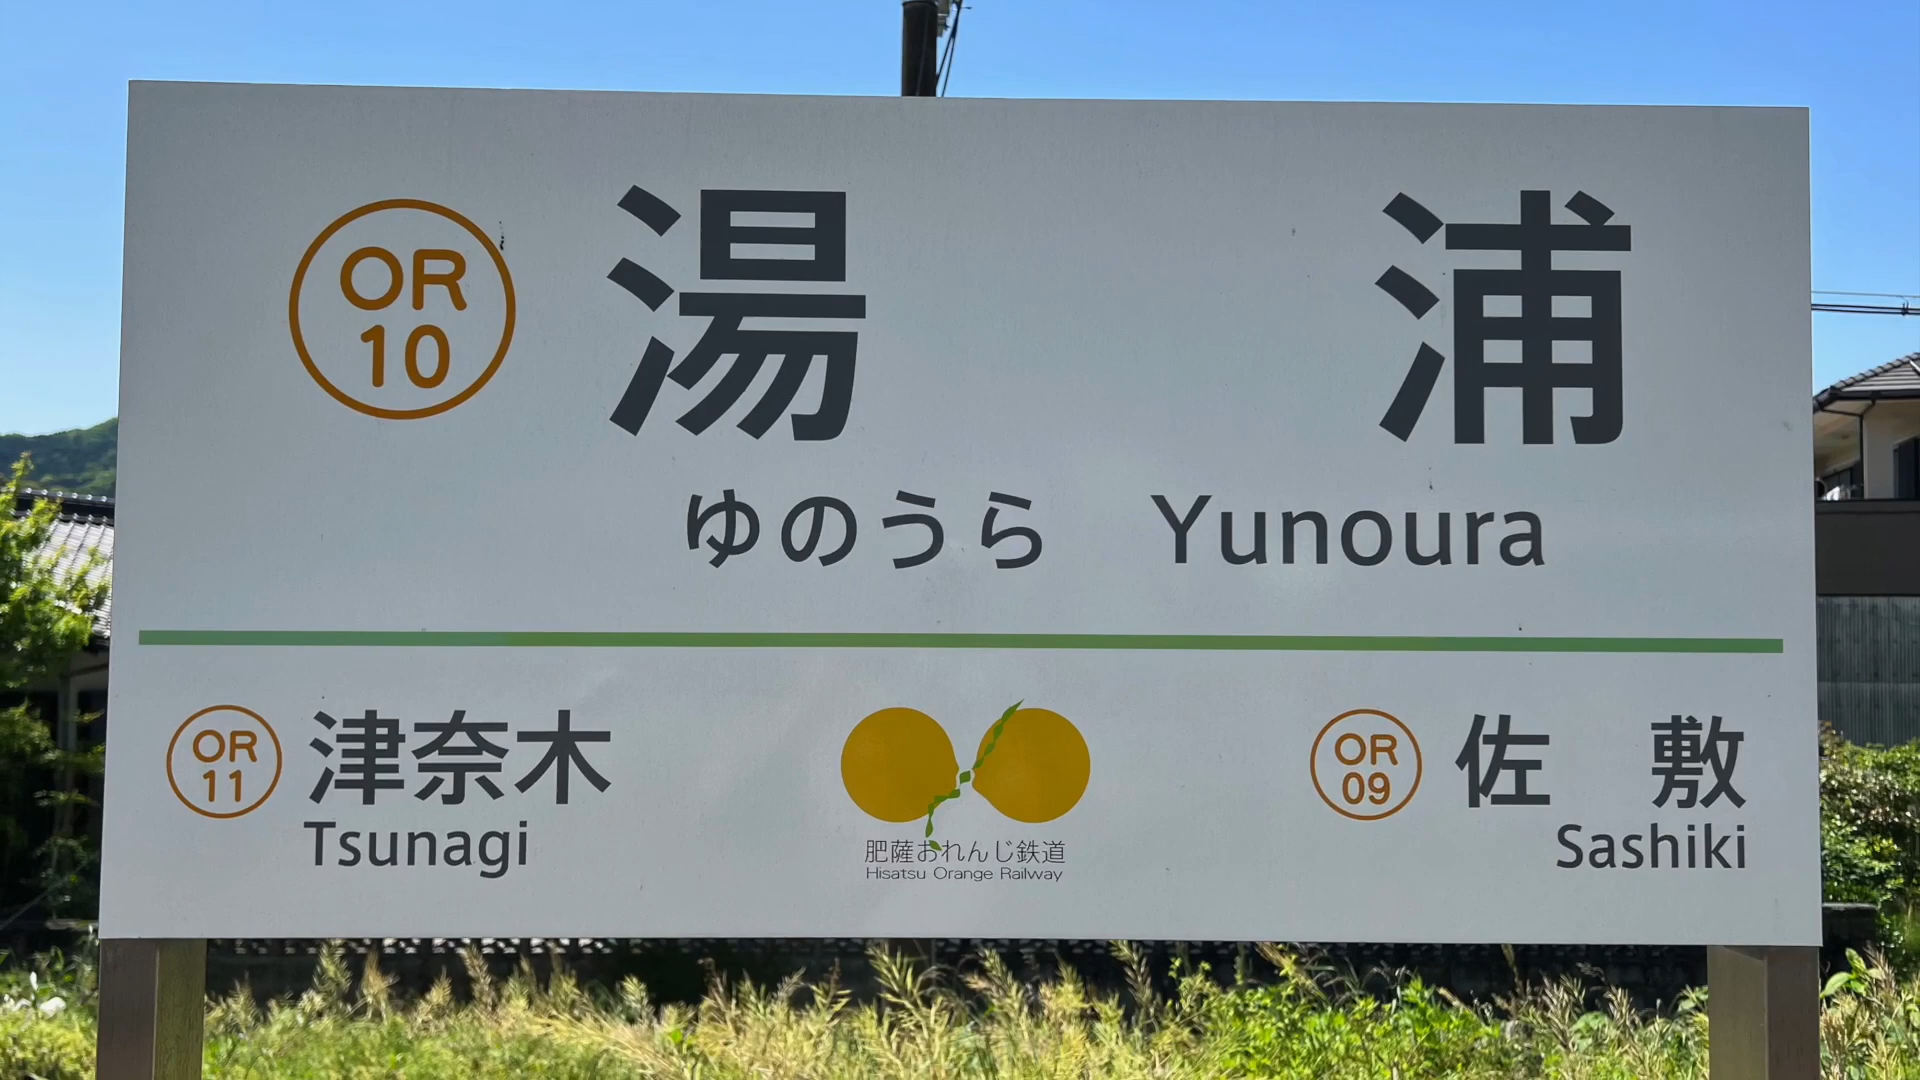 OR
10
湯 浦
ゆのうら Yunoura
OR
11
津奈木
Tsunagi
肥薩おれんじ鉄道
Hisatsu Orange Railway
OR
09
佐 敷
Sashiki